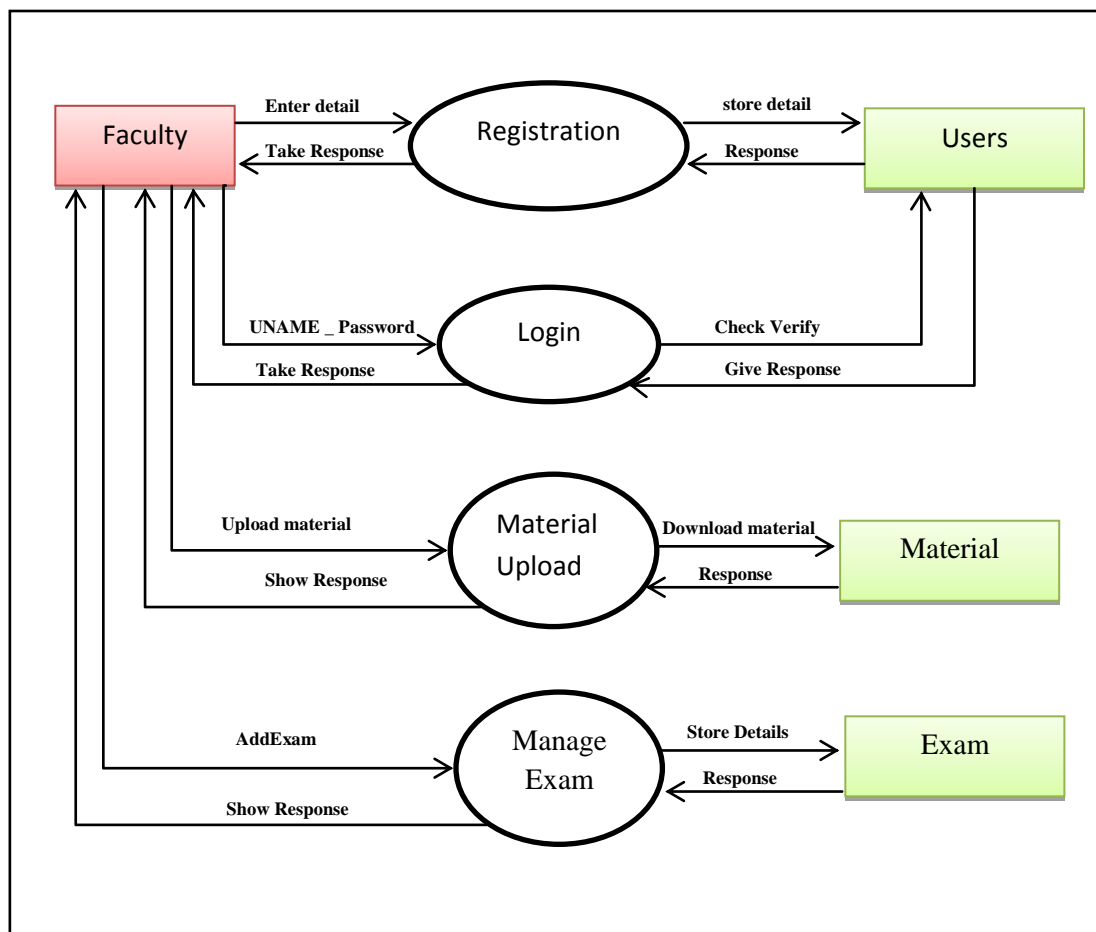 Enter detail
store detail
Faculty
Registration
Users
Take Response
Response
UNAME _ Password
Login
Check Verify
Take Response
Give Response
Upload material
Material
Upload
Download material
Material
Show Response
Response
AddExam
Manage
Exam
Store Details
Exam
Show Response
Response